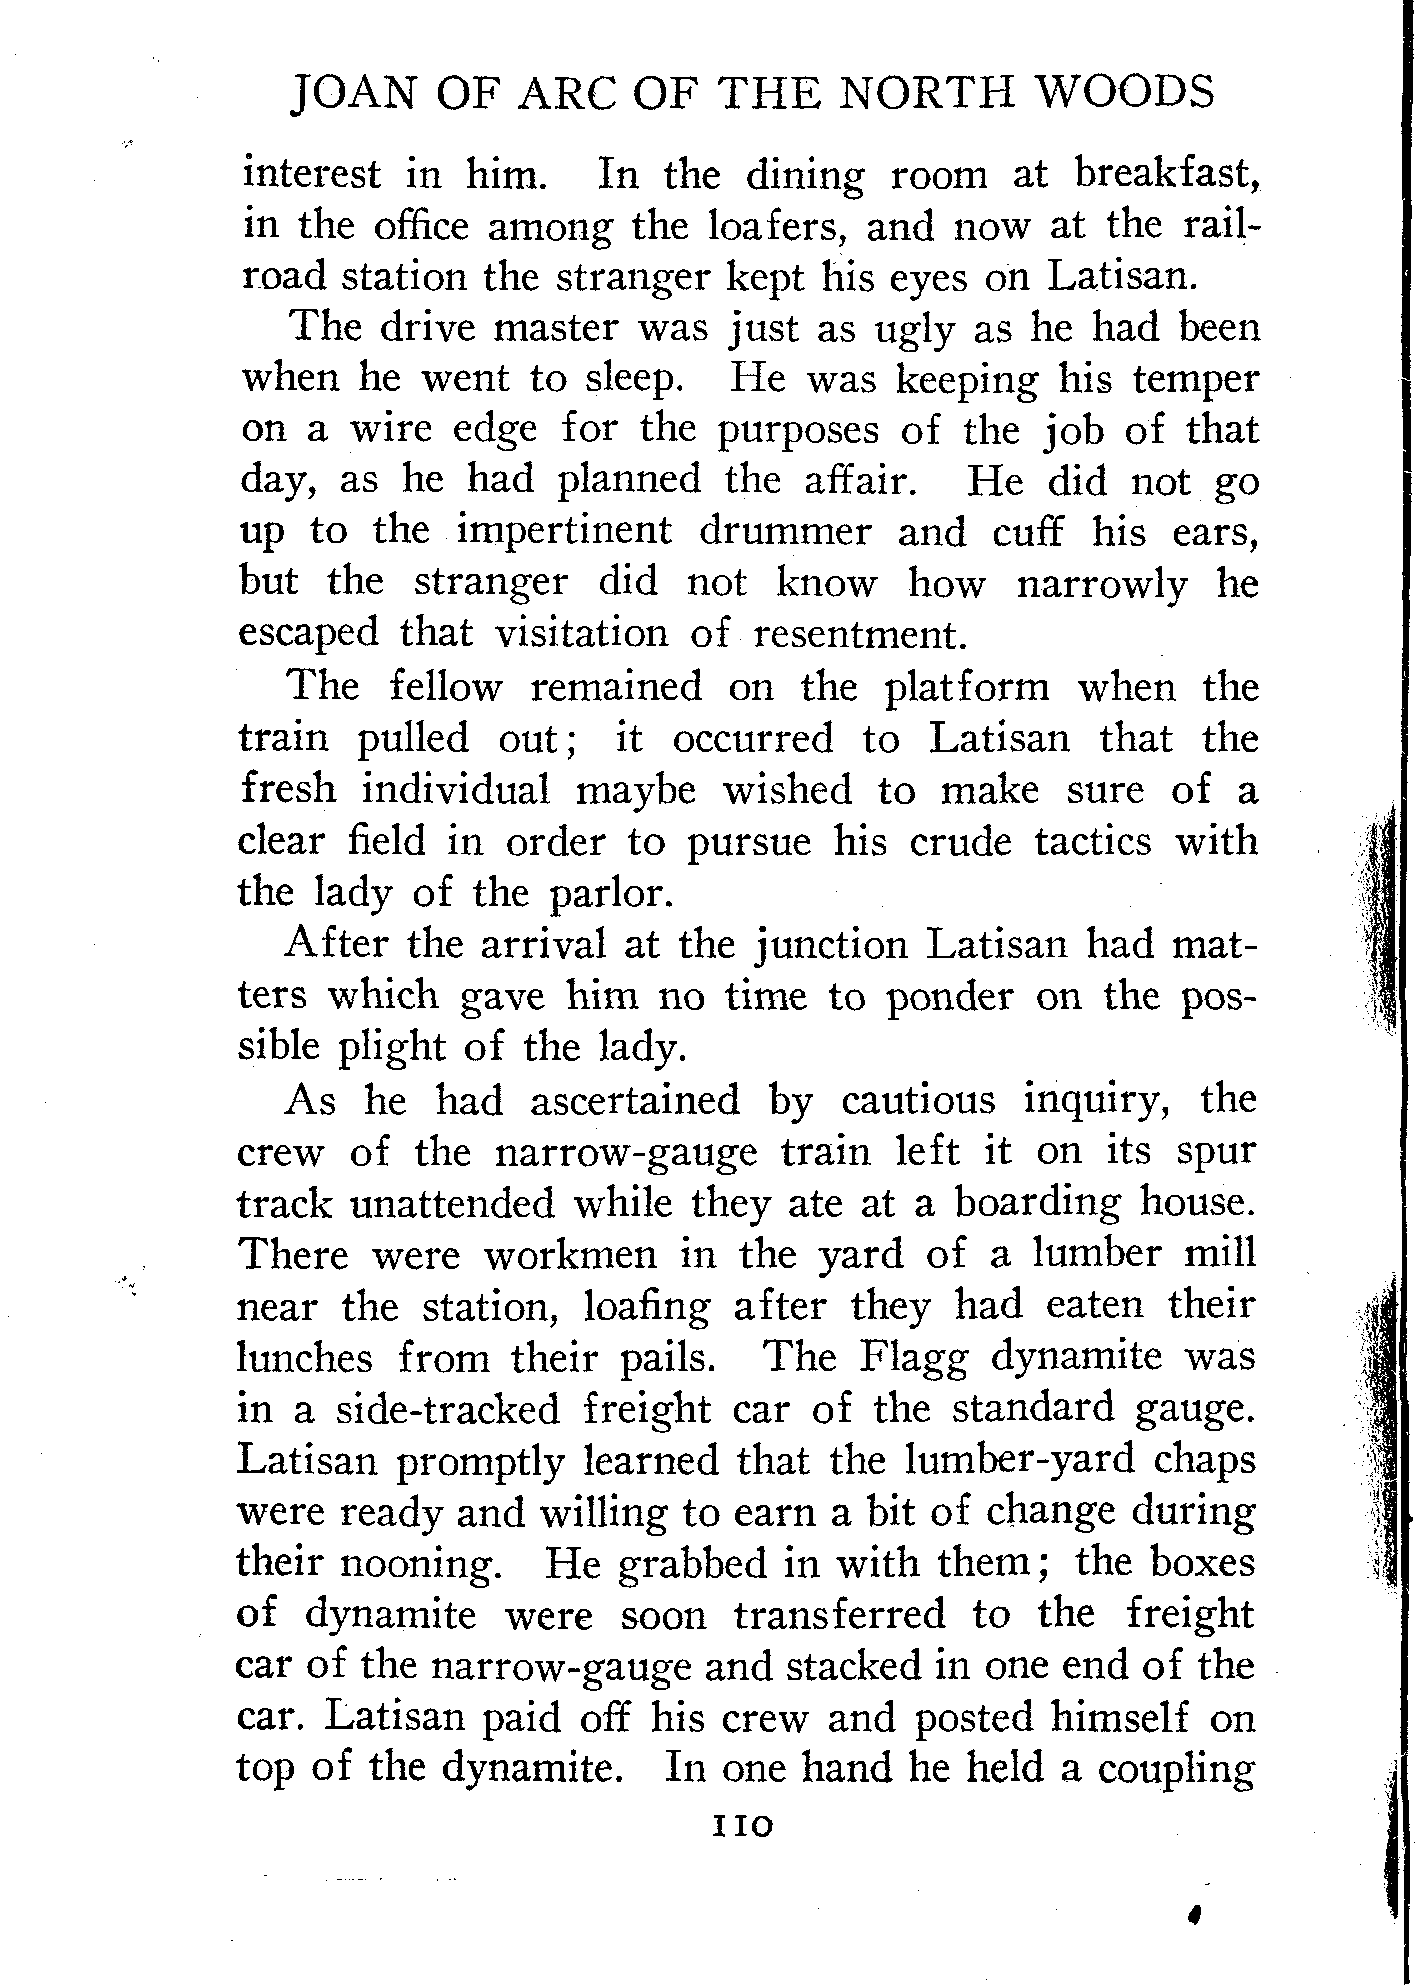 JOAN OF ARC OF THE NORTH WOODS
interest in him. In the dining room at breakfast,
in the office among the loafers, and now at the rail-
road station the stranger kept his eyes on Latisan.
The drive master was just as ugly as he had been
when he went to sleep. He was keeping his temper
on a wire edge for the purposes of the job of that
day, as he had planned the affair. He did not go
up to the impertinent drummer and cuff his ears,
but the stranger did not know how narrowly he
escaped that visitation of resentment.
The fellow remained on the platform when the
train pulled out; it occurred to Latisan that the
fresh individual maybe wished to make sure of a
clear field in order to pursue his crude tactics with
the lady of the parlor.
After the arrival at the junction Latisan had mat-
ters which gave him no time to ponder on the pos-
sible plight of the lady.
As he had ascertained by cautious inquiry, the
crew of the narrow-gauge train left it on its spur
track unattended while they ate at a boarding house.
There were workmen in the yard of a lumber mill
near the station, loafing after they had eaten their
lunches from their pails. The Flagg dynamite was
in a side-tracked freight car of the standard gauge.
Latisan promptly learned that the lumber-yard chaps
were ready and willing to earn a bit of change during
their nooning. He grabbed in with them; the boxes
of dynamite were soon transferred to the freight
car of the narrow-gauge and stacked in one end of the
car. Latisan paid off his crew and posted himself on
top of the dynamite. In one hand he held a coupling
110